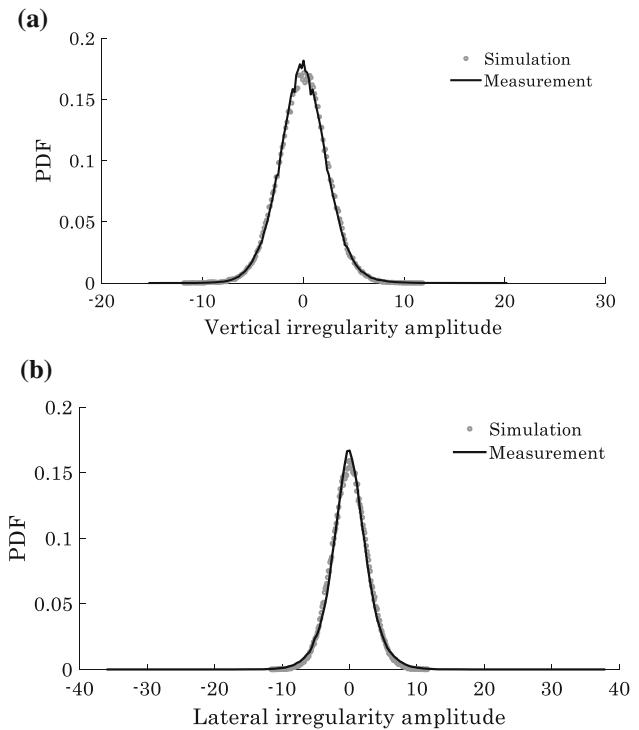 (a)
0.2
0.15
0.1
0.05
0
PDF
Simulation
Measurement
-20 -10 0 10 20 30
Vertical irregularity amplitude
(b)
0.2
0.15
0.1
0.05
0
PDF
Simulation
Measurement
-40 -30 -20 -10 0 10 20 30 40
Lateral irregularity amplitude